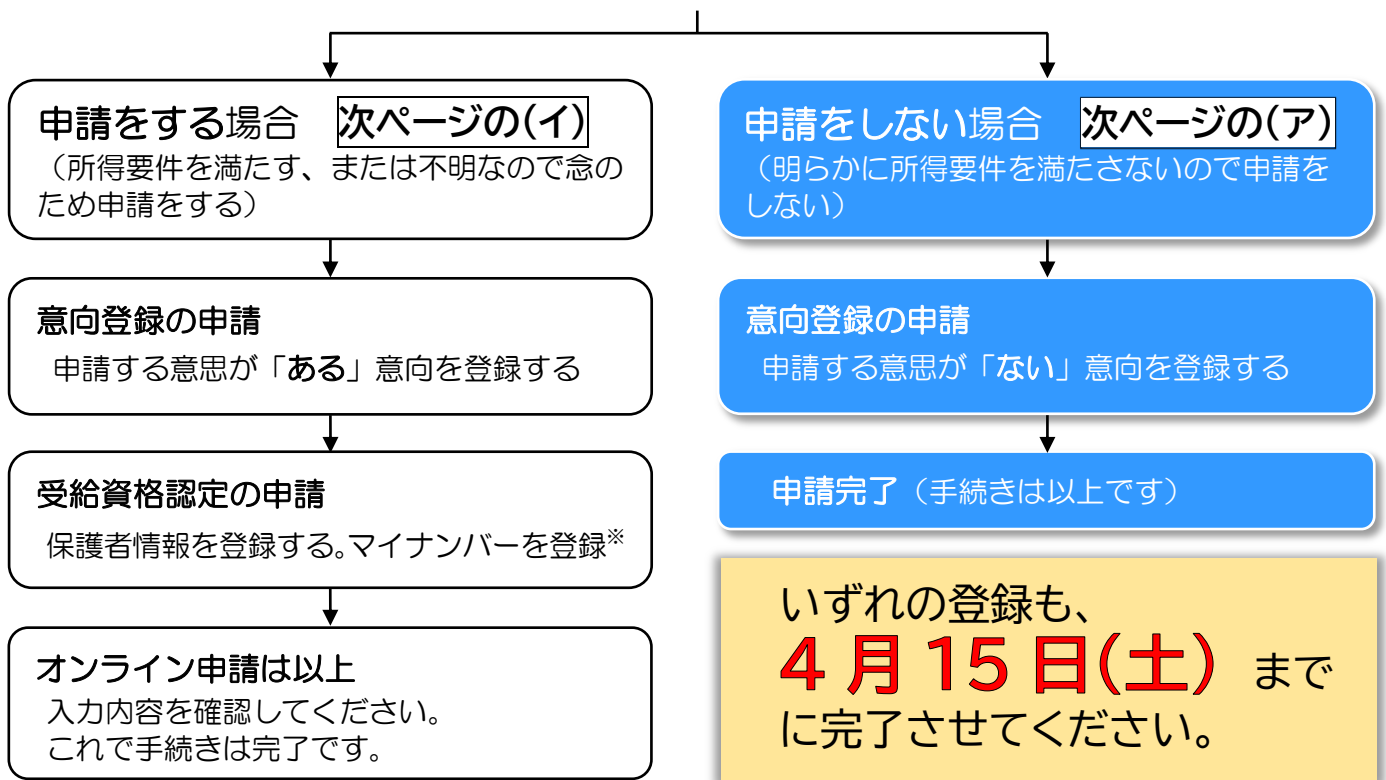 申請をする場合 次ページの(イ)
（所得要件を満たす、または不明なので念の
ため申請をする）
意向登録の申請
申請する意思が「ある」意向を登録する
受給資格認定の申請
保護者情報を登録する。マイナンバーを登録※
オンライン申請は以上
入力内容を確認してください。
これで手続きは完了です。
申請をしない場合 次ページの(ア)
（明らかに所得要件を満たさないので申請を
しない）
意向登録の申請
申請する意思が「ない」意向を登録する
申請完了（手続きは以上です）
いずれの登録も、
4 月 15 日(土) まで
に完了させてください。